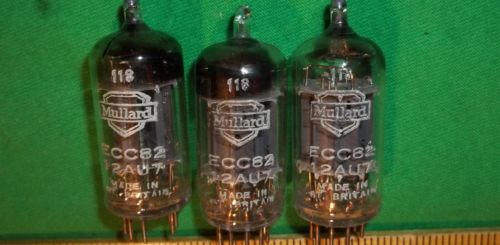 118
Mullard
ECC82
12AU7
MADE IN
GT. BRITAIN
118
Mullard
ECC82
12AU7
MADE IN
GT. BRITAIN
118
Mullard
ECC82
12AU7
MADE IN
GT. BRITAIN